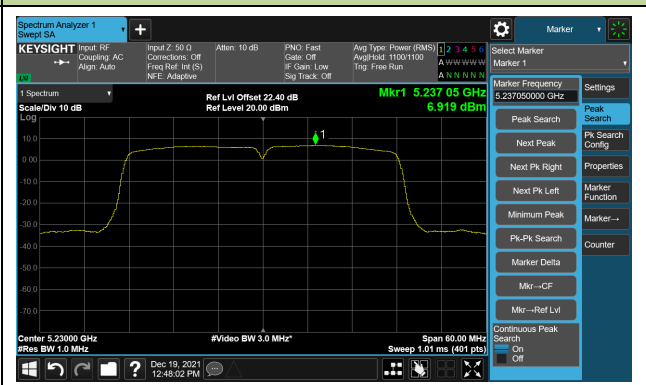 Spectrum Analyzer 1
Swept SA
Marker
KEYSIGHT
Input: RF
Coupling: AC
Align: Auto
Input Z: 50 Ω
Corrections: Off
Freq Ref: Int (S)
NFE: Adaptive
Atten: 10 dB
PNO: Fast
Gate: Off
IF Gain: Low
Sig Track: Off
Avg Type: Power (RMS)
Avg|Hold: 1100/1100
Trig: Free Run
1 2 3 4 5 6
A W W W W W
A N N N N N
LXI
Select Marker
Marker 1
1 Spectrum
Scale/Div 10 dB
Log
Ref Lvl Offset 22.40 dB
Ref Level 20.00 dBm
Mkr1 5.237 05 GHz
6.919 dBm
1
10.0
0.00
-10.0
-20.0
-30.0
-40.0
-50.0
-60.0
-70.0
Center 5.23000 GHz
#Res BW 1.0 MHz
#Video BW 3.0 MHz*
Span 60.00 MHz
Sweep 1.01 ms (401 pts)
Marker Frequency
5.237050000 GHz
Peak Search
Next Peak
Next Pk Right
Next Pk Left
Minimum Peak
Pk-Pk Search
Marker Delta
Mkr→CF
Mkr→Ref Lvl
Continuous Peak
Search
On
Off
Settings
Peak
Search
Pk Search
Config
Properties
Marker
Function
Marker→
Counter
?
Dec 19, 2021
12:48:02 PM